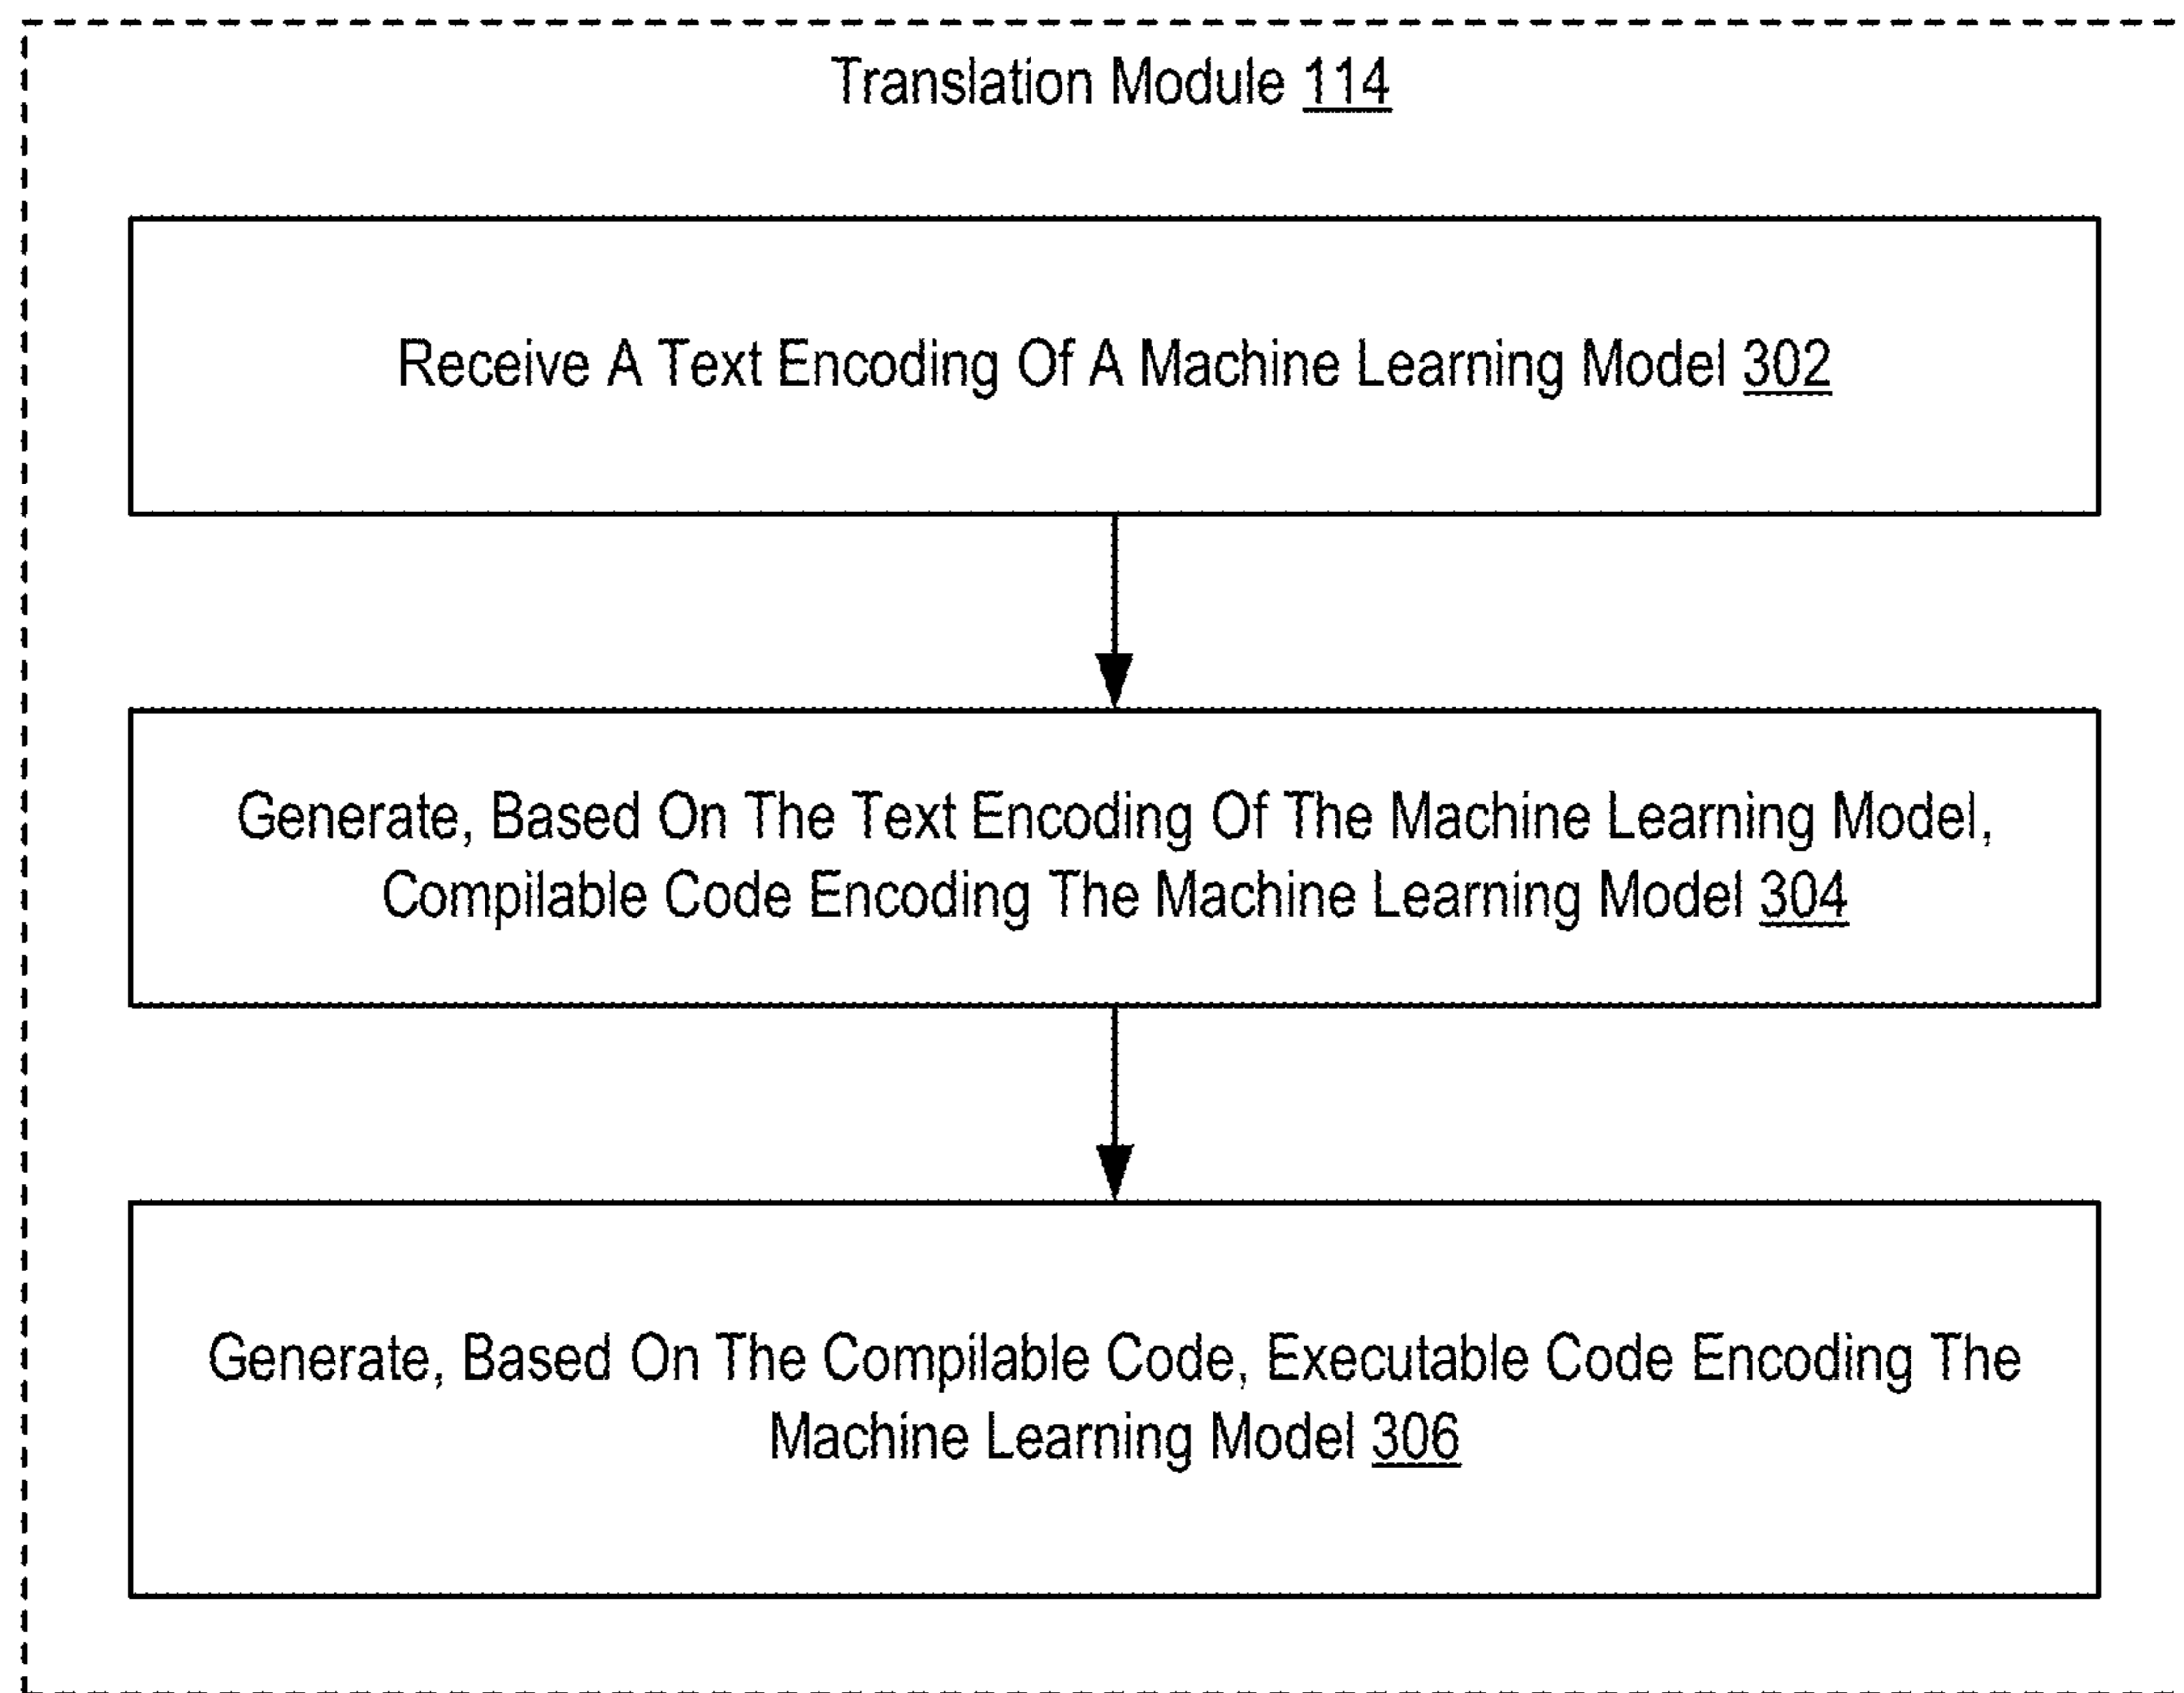 Translation Module 114
Receive A Text Encoding Of A Machine Learning Model 302
Generate, Based On The Text Encoding Of The Machine Learning Model,
Compilable Code Encoding The Machine Learning Model 304
Generate, Based On The Compilable Code, Executable Code Encoding The
Machine Learning Model 306